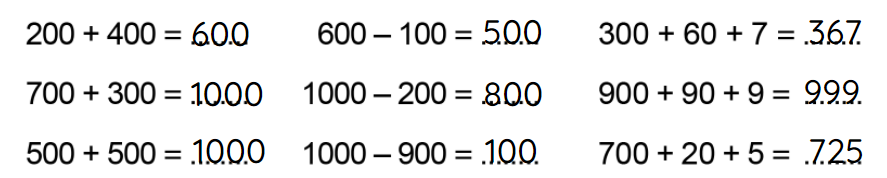 200 + 400 = 600 600 – 100 = 500 300 + 60 + 7 = 367
700 + 300 = 1000 1000 – 200 = 800 900 + 90 + 9 = 999
500 + 500 = 1000 1000 – 900 = 100 700 + 20 + 5 = 725